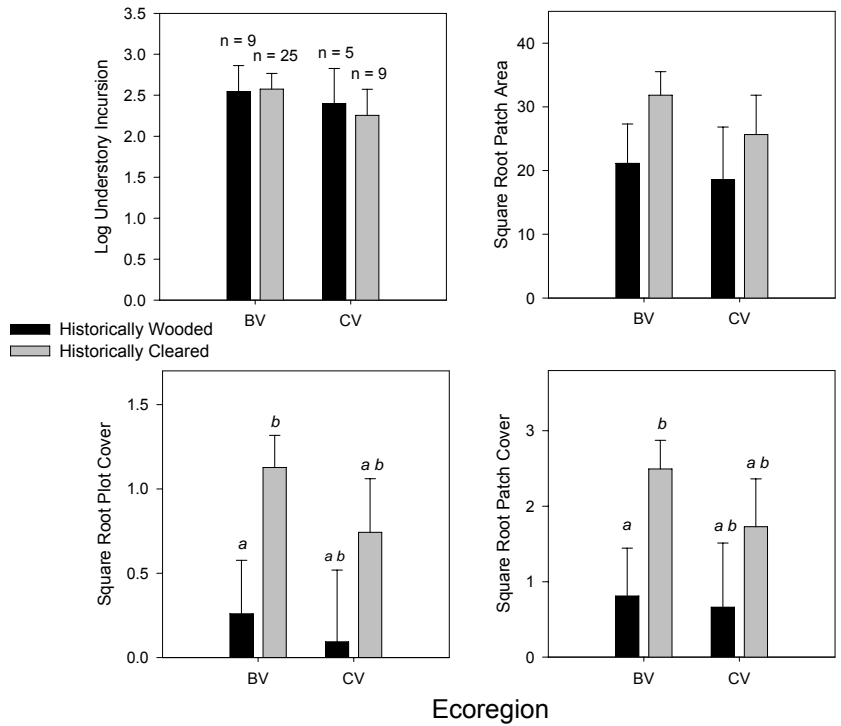 Log Understory Incursion
3.5
3.0
2.5
2.0
1.5
1.0
0.5
0.0
n = 9
n = 25
n = 5
n = 9
BV
CV
Square Root Patch Area
40
30
20
10
0
BV
CV
Historically Wooded
Historically Cleared
Square Root Plot Cover
1.5
1.0
0.5
0.0
a
b
a b
a b
BV
CV
Square Root Patch Cover
3
2
1
0
a
b
a b
a b
BV
CV
Ecoregion